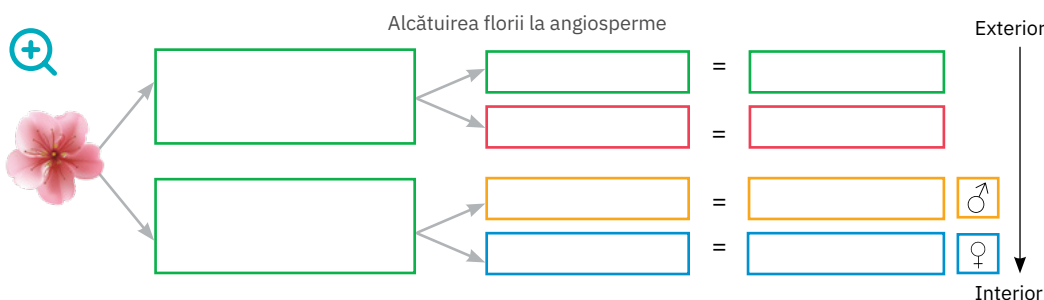 Alcătuirea florii la angiosperme
Exterior
=
=
= ♂
= ♀
Interior